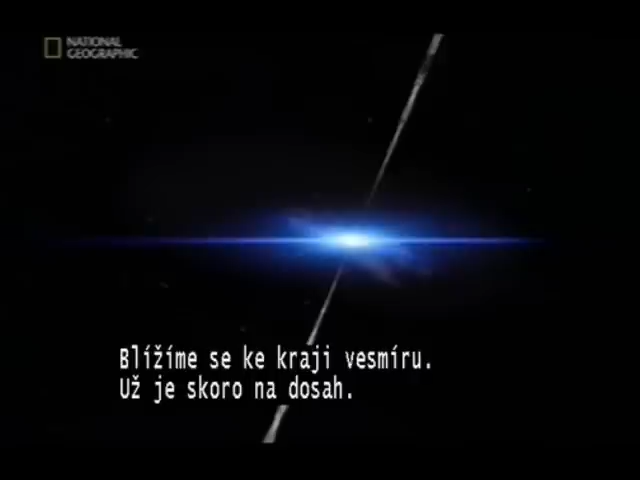 NATIONAL
GEOGRAPHIC
Blížíme se ke kraji vesmíru.
Už je skoro na dosah.